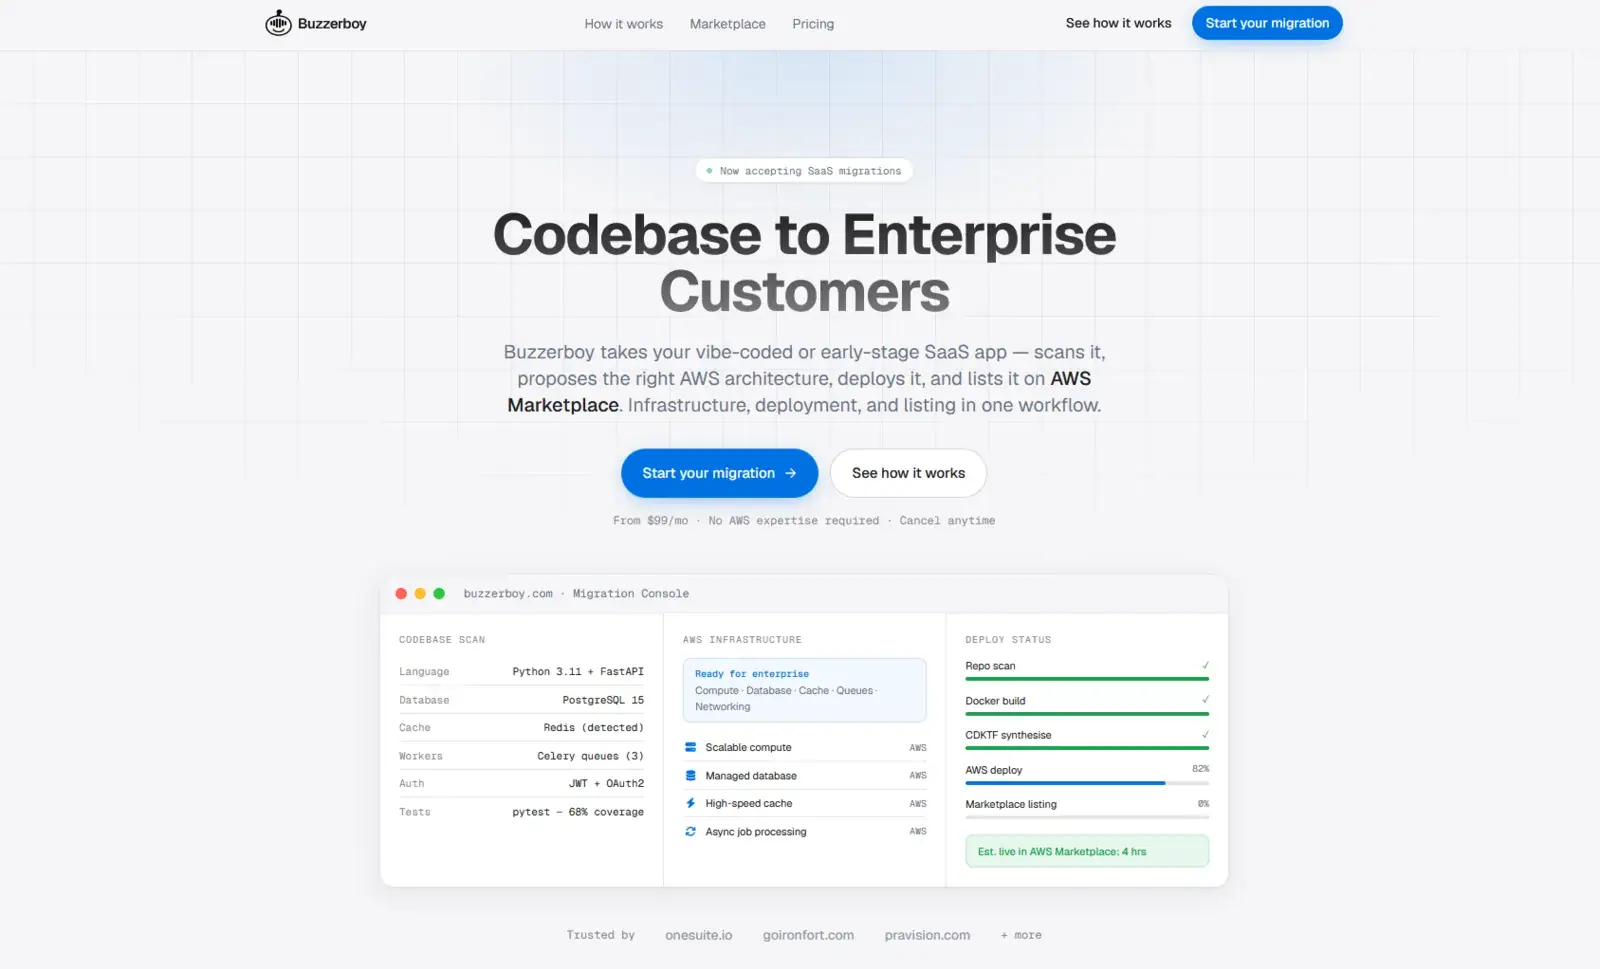 Buzzerboy
How it works
Marketplace
Pricing
See how it works
Start your migration
Now accepting SaaS migrations
Codebase to Enterprise
Customers
Buzzerboy takes your vibe-coded or early-stage SaaS app — scans it,
proposes the right AWS architecture, deploys it, and lists it on AWS
Marketplace. Infrastructure, deployment, and listing in one workflow.
Start your migration →
See how it works
From $99/mo · No AWS expertise required · Cancel anytime
buzzerboy.com · Migration Console
CODEBASE SCAN
Language Python 3.11 + FastAPI
Database PostgreSQL 15
Cache Redis (detected)
Workers Celery queues (3)
Auth JWT + OAuth2
Tests pytest — 68% coverage
AWS INFRASTRUCTURE
Ready for enterprise
Compute · Database · Cache · Queues ·
Networking
Scalable compute AWS
Managed database AWS
High-speed cache AWS
Async job processing AWS
DEPLOY STATUS
Repo scan ✓
Docker build ✓
CDKTF synthesise ✓
AWS deploy 82%
Marketplace listing 0%
Est. live in AWS Marketplace: 4 hrs
Trusted by onesuite.io goironfort.com pravision.com + more